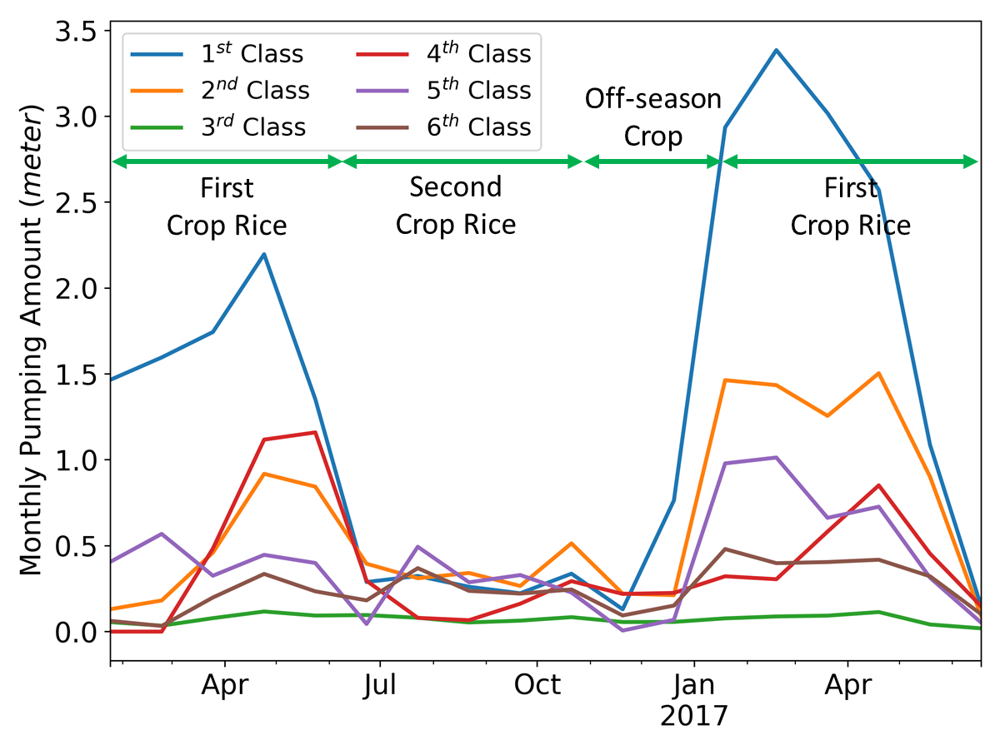 Monthly Pumping Amount (meter)
3.5
3.0
2.5
2.0
1.5
1.0
0.5
0.0
1st Class
2nd Class
3rd Class
4th Class
5th Class
6th Class
First
Crop Rice
Second
Crop Rice
Off-season
Crop
First
Crop Rice
Apr
Jul
Oct
Jan
2017
Apr